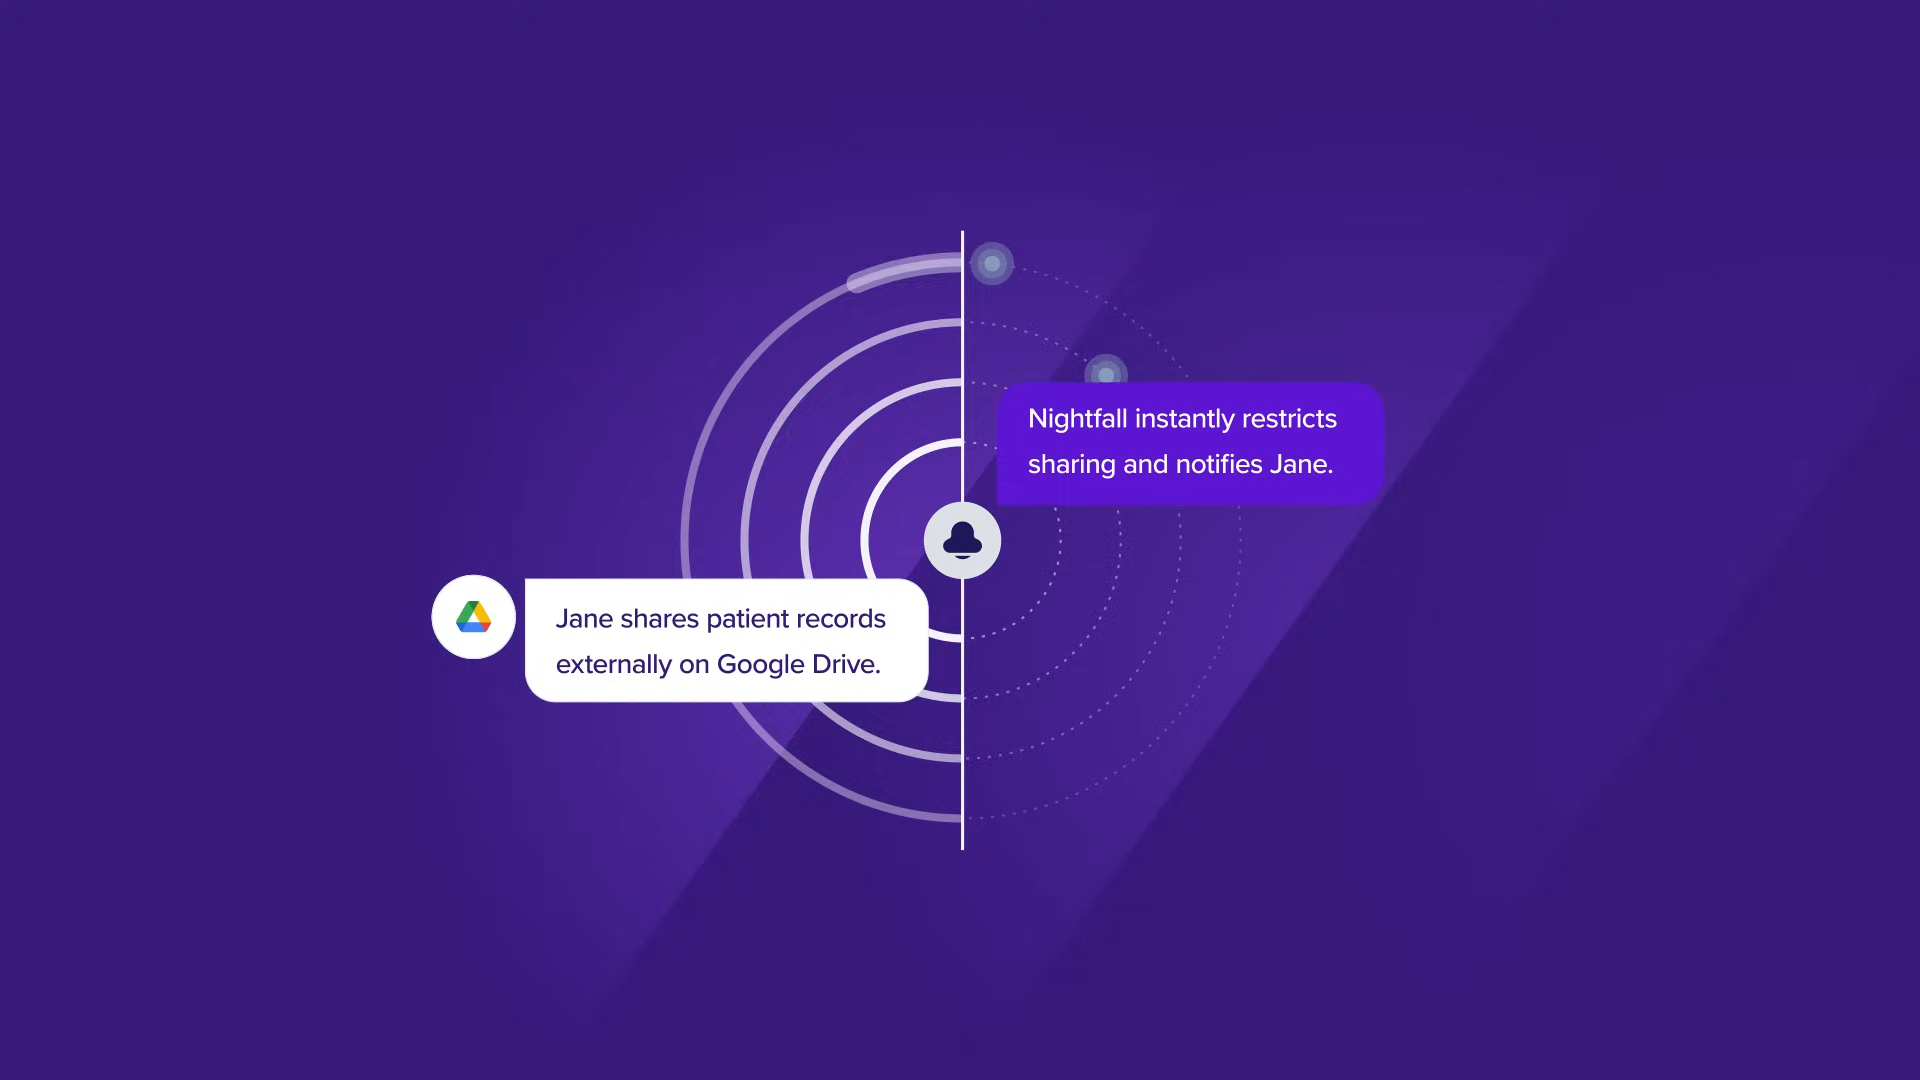 Nightfall instantly restricts
sharing and notifies Jane.
Jane shares patient records
externally on Google Drive.